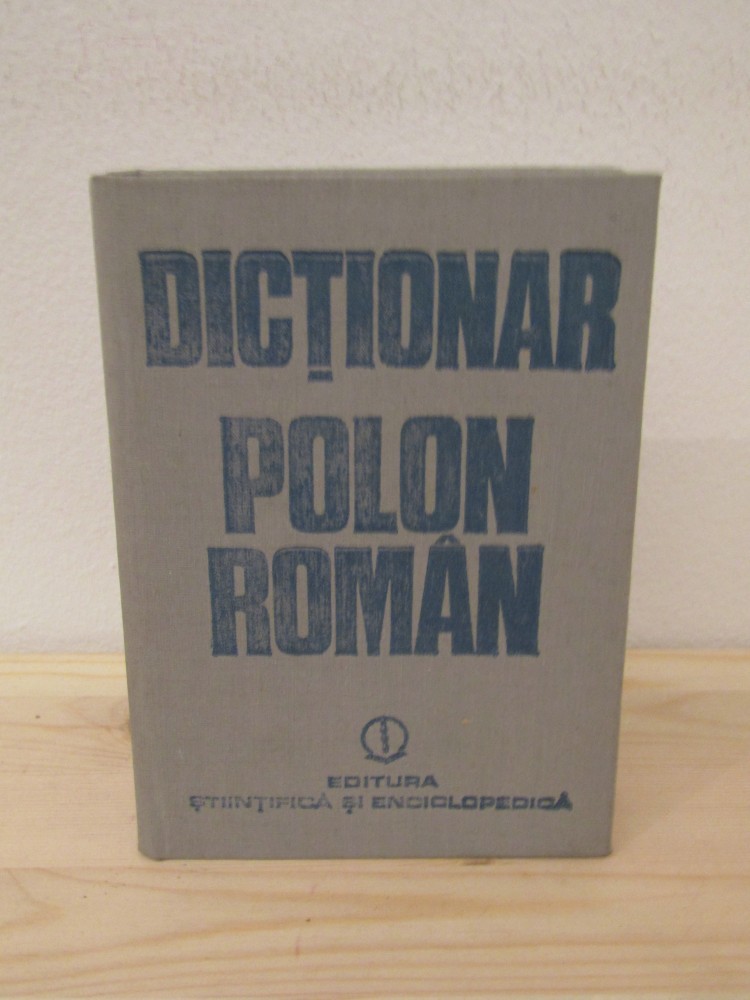 DICȚIONAR
POLON
ROMÂN
EDITURA
ȘTIINȚIFICĂ ȘI ENCICLOPEDICĂ